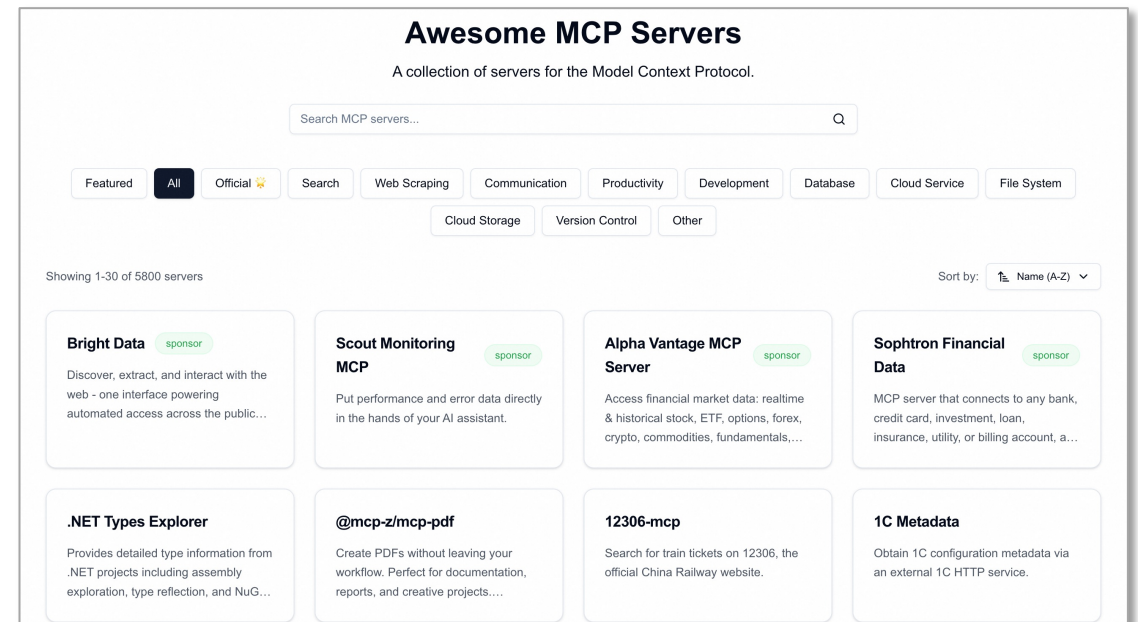 Awesome MCP Servers
A collection of servers for the Model Context Protocol.
Search MCP servers...
Featured
All
Official 🌟
Search
Web Scraping
Communication
Productivity
Development
Database
Cloud Service
File System
Cloud Storage
Version Control
Other
Showing 1-30 of 5800 servers
Sort by:
Name (A-Z)
Bright Data
sponsor
Discover, extract, and interact with the
web - one interface powering
automated access across the public…
Scout Monitoring
MCP
sponsor
Put performance and error data directly
in the hands of your AI assistant.
Alpha Vantage MCP
Server
sponsor
Access financial market data: realtime
& historical stock, ETF, options, forex,
crypto, commodities, fundamentals,…
Sophtron Financial
Data
sponsor
MCP server that connects to any bank,
credit card, investment, loan,
insurance, utility, or billing account, a…
.NET Types Explorer
Provides detailed type information from
.NET projects including assembly
exploration, type reflection, and NuG…
@mcp-z/mcp-pdf
Create PDFs without leaving your
workflow. Perfect for documentation,
reports, and creative projects.…
12306-mcp
Search for train tickets on 12306, the
official China Railway website.
1C Metadata
Obtain 1C configuration metadata via
an external 1C HTTP service.